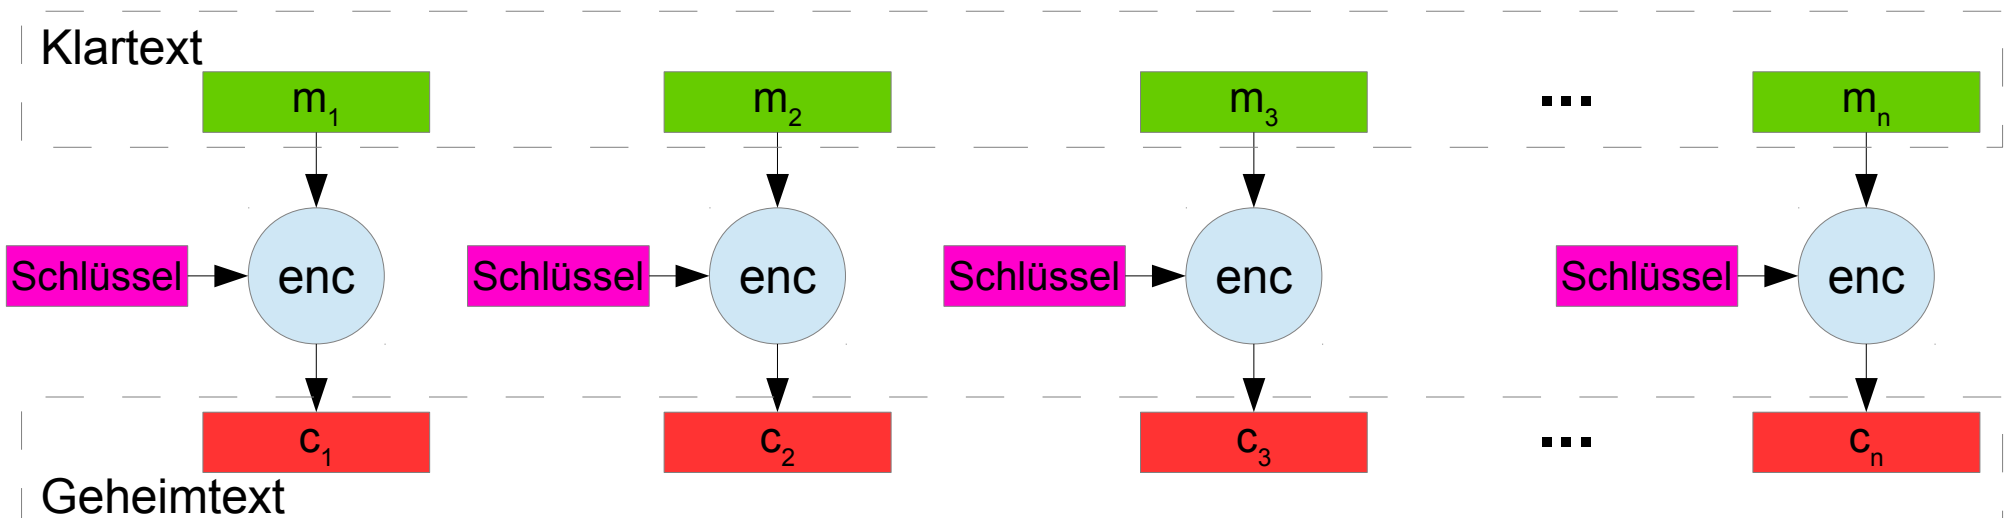 Klartext
m₁ m₂ m₃ ... mₙ
Schlüssel enc Schlüssel enc Schlüssel enc Schlüssel enc
c₁ c₂ c₃ ... cₙ
Geheimtext